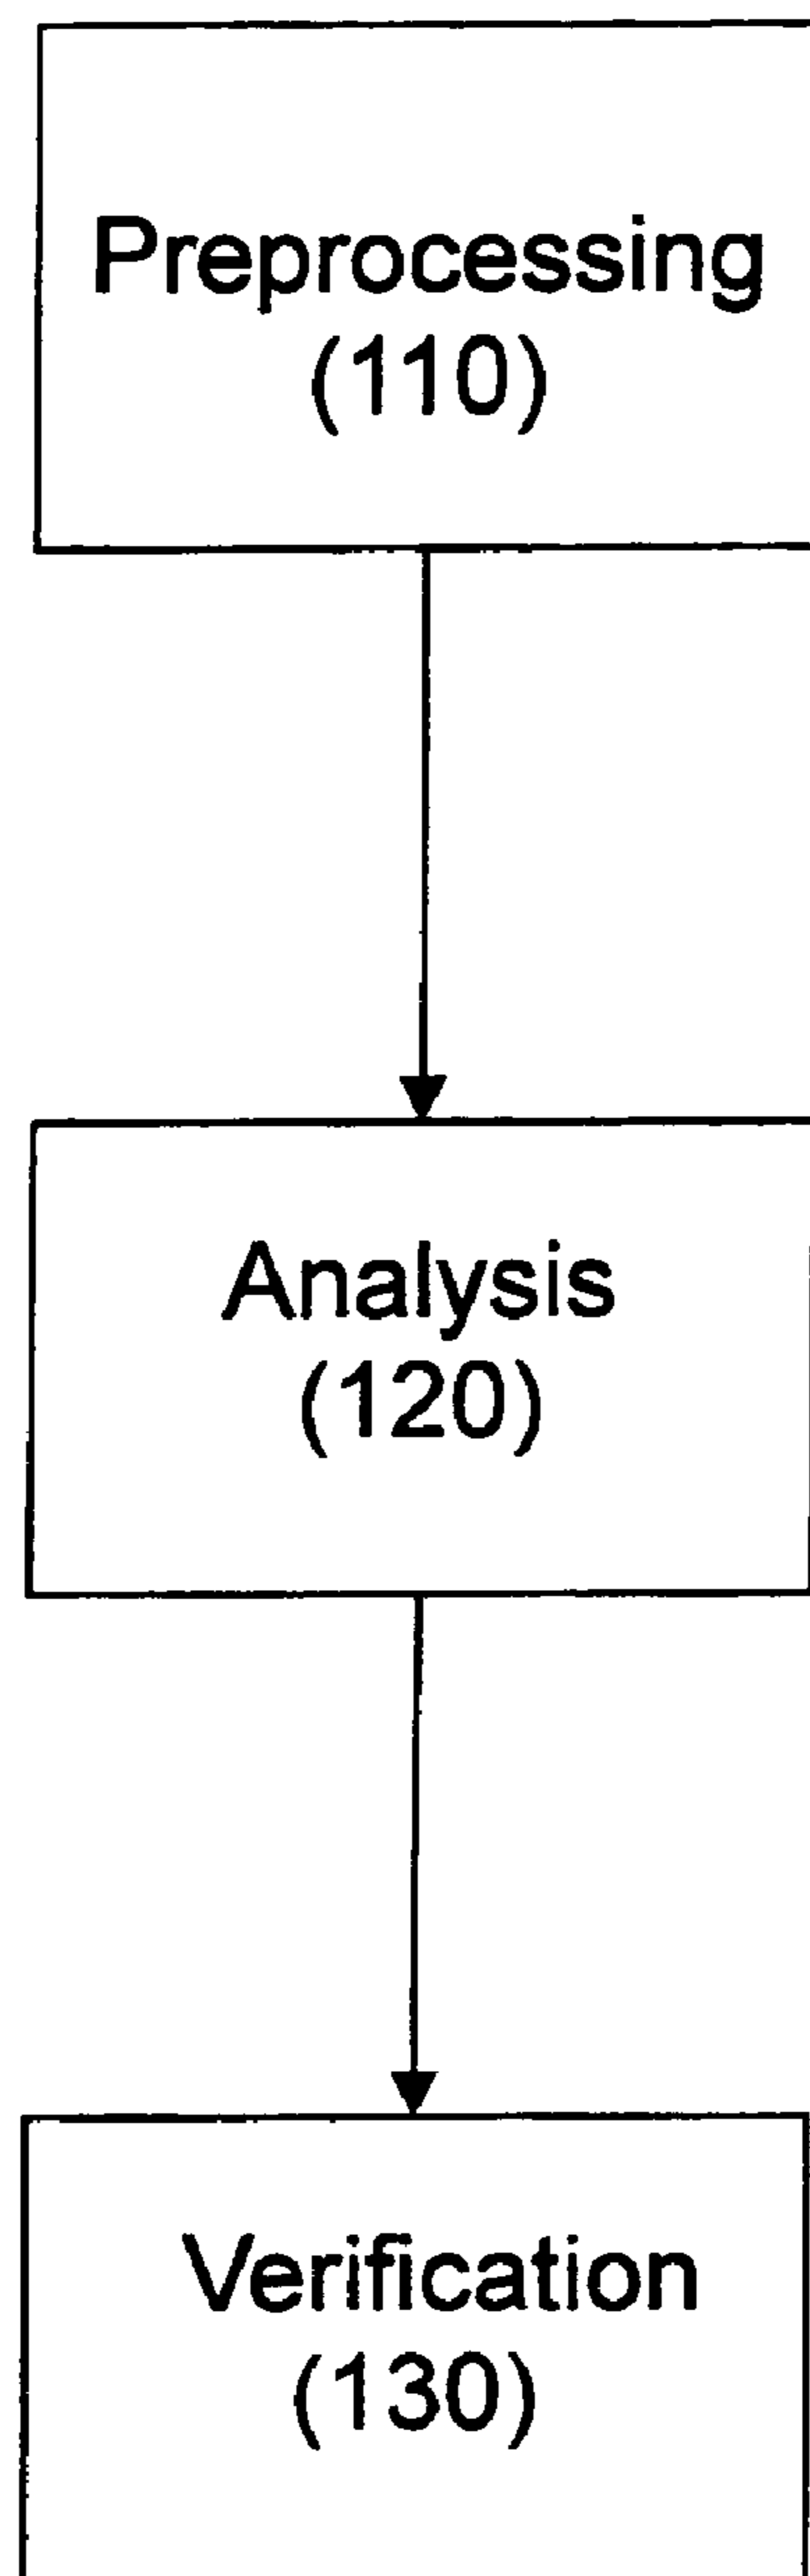 Preprocessing
(110)
Analysis
(120)
Verification
(130)